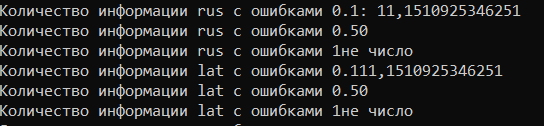 Количество информации rus с ошибками 0.1: 11,1510925346251
Количество информации rus с ошибками 0.50
Количество информации rus с ошибками 1не число
Количество информации lat с ошибками 0.111,1510925346251
Количество информации lat с ошибками 0.50
Количество информации lat с ошибками 1не число